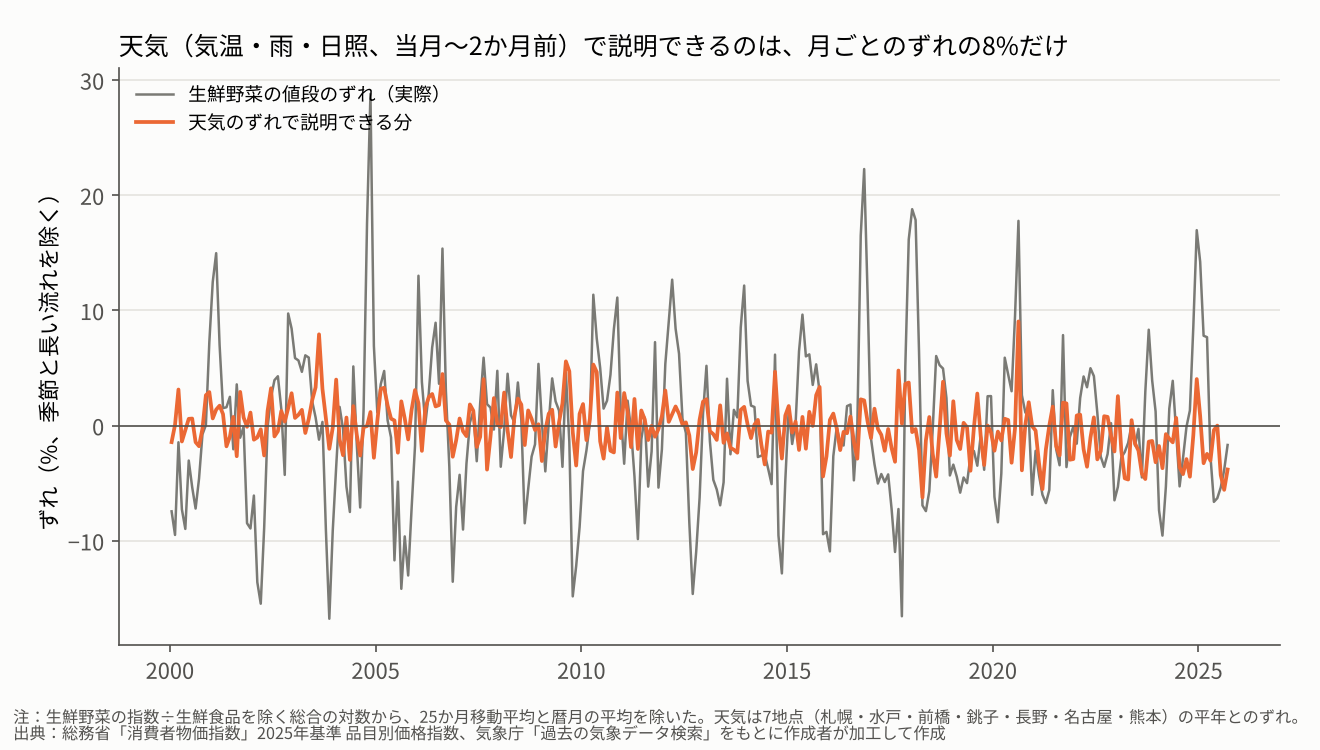 天気（気温・雨・日照、当月～2か月前）で説明できるのは、月ごとのずれの8%だけ
生鮮野菜の値段のずれ（実際）
天気のずれで説明できる分
ずれ（%、季節と長い流れを除く）
30
20
10
0
−10
2000 2005 2010 2015 2020 2025
注：生鮮野菜の指数÷生鮮食品を除く総合の対数から、25か月移動平均と暦月の平均を除いた。天気は7地点（札幌・水戸・前橋・銚子・長野・名古屋・熊本）の平年とのずれ。
出典：総務省「消費者物価指数」2025年基準 品目別価格指数、気象庁「過去の気象データ検索」をもとに作成者が加工して作成